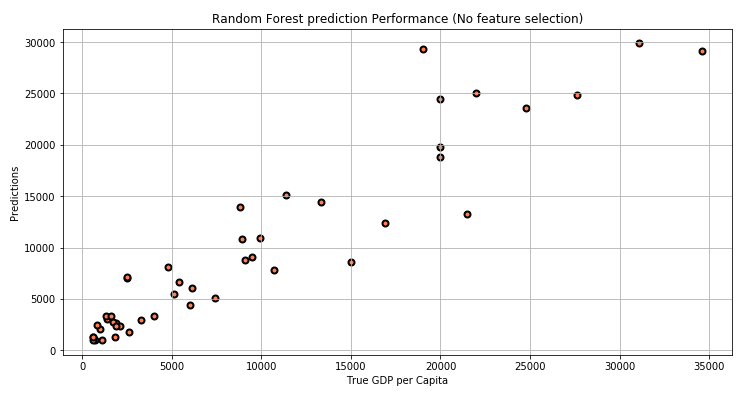 Random Forest prediction Performance (No feature selection)
30000
25000
20000
15000
10000
5000
0
Predictions
0 5000 10000 15000 20000 25000 30000 35000
True GDP per Capita